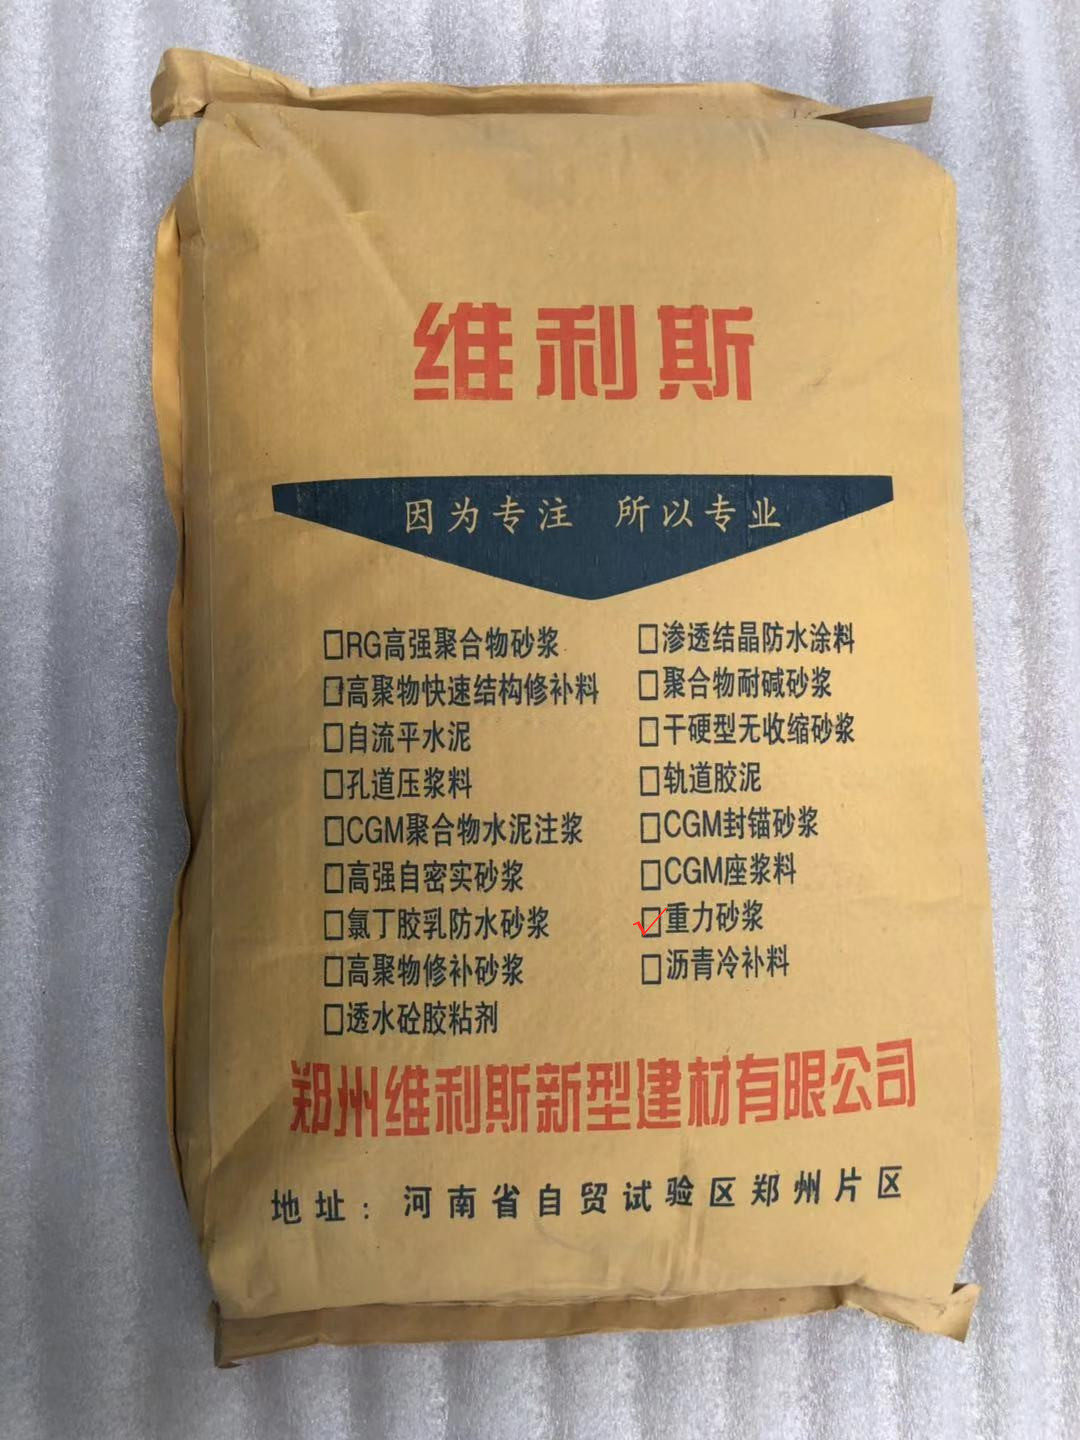 维利斯
因为专注 所以专业
□RG高强聚合物砂浆
□高聚物快速结构修补料
□自流平水泥
□孔道压浆料
□CGM聚合物水泥注浆
□高强自密实砂浆
□氯丁胶乳防水砂浆
□高聚物修补砂浆
□透水砼胶粘剂
□渗透结晶防水涂料
□聚合物耐碱砂浆
□干硬型无收缩砂浆
□轨道胶泥
□CGM封锚砂浆
□CGM座浆料
☑重力砂浆
□沥青冷补料
郑州维利斯新型建材有限公司
地址：河南省自贸试验区郑州片区